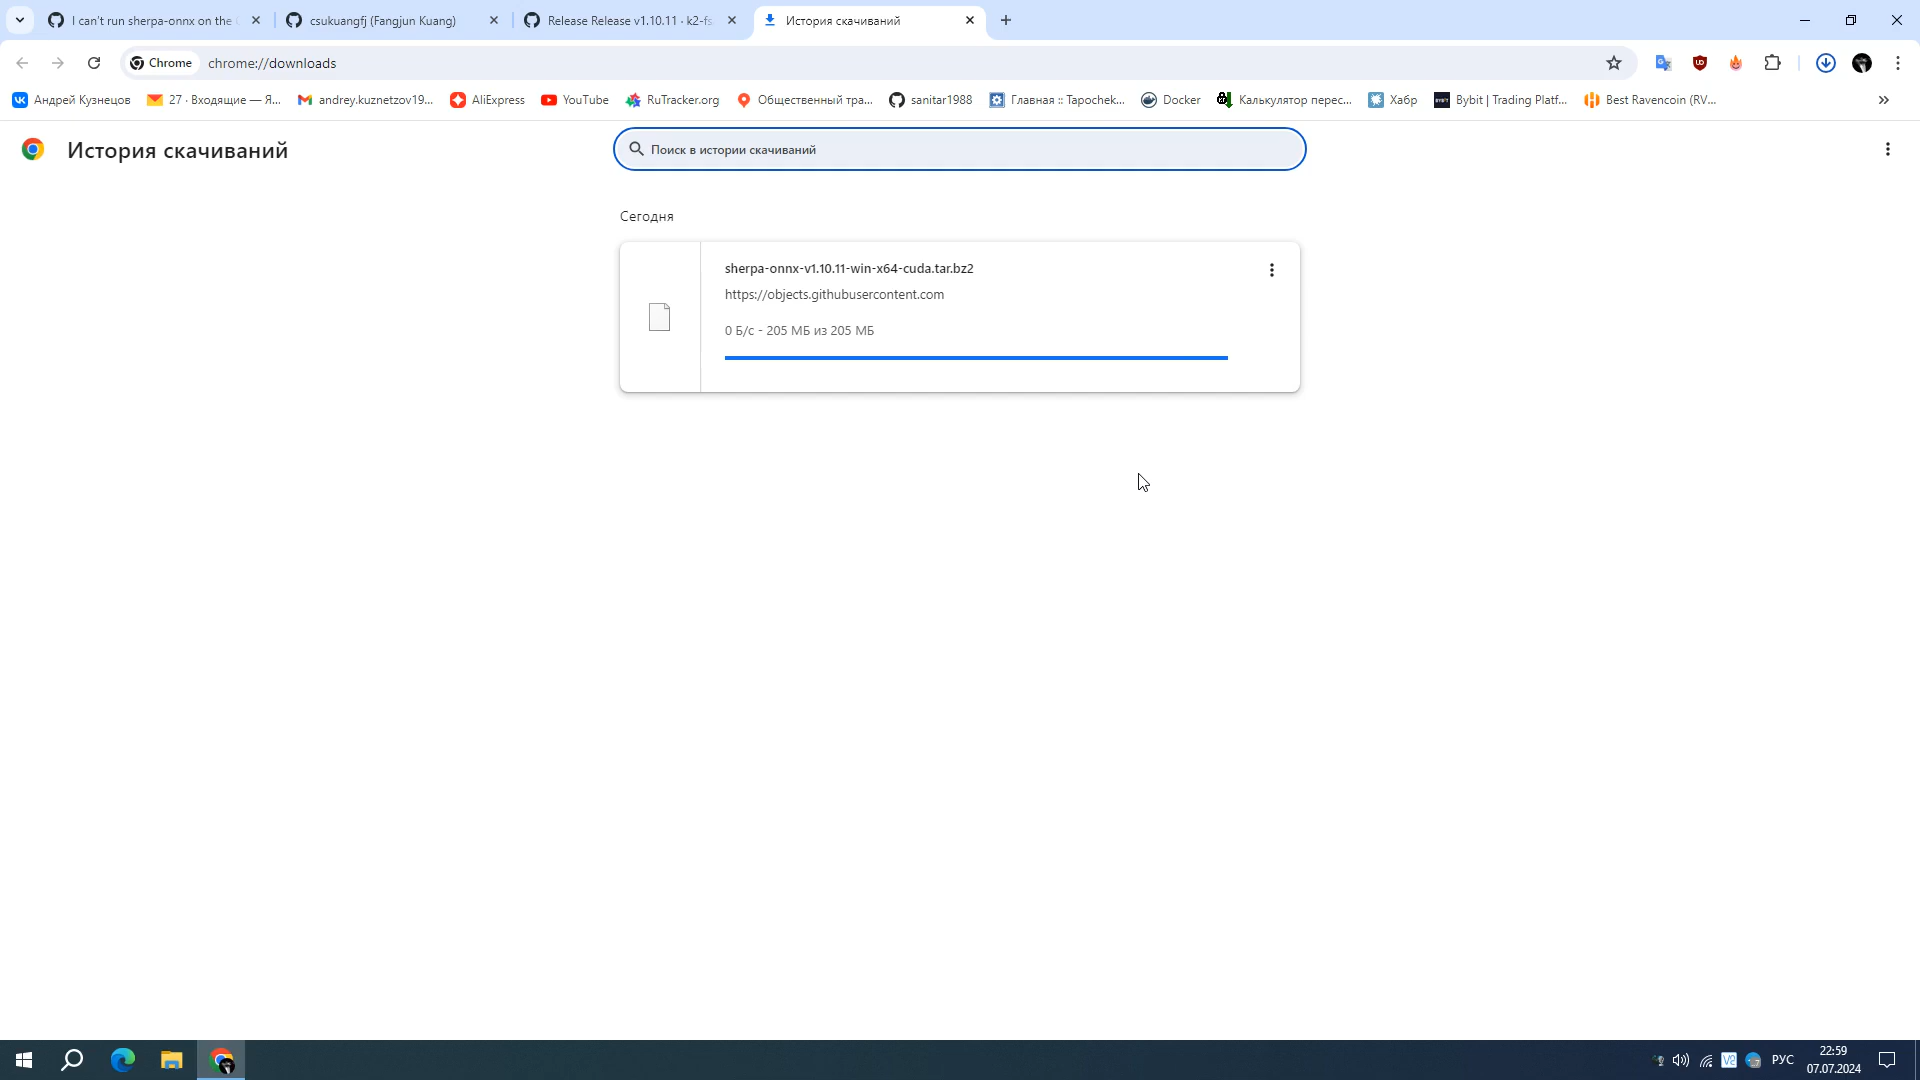 I can't run sherpa-onnx on the
csukuangfj (Fangjun Kuang)
Release Release v1.10.11 · k2-fs
История скачиваний
Chrome
chrome://downloads
Андрей Кузнецов
27 · Входящие — Я...
andrey.kuznetzov19...
AliExpress
YouTube
RuTracker.org
Общественный тра...
sanitar1988
Главная :: Tapochek...
Docker
Калькулятор перес...
Хабр
Bybit | Trading Platf...
Best Ravencoin (RV...
История скачиваний
Поиск в истории скачиваний
Сегодня
sherpa-onnx-v1.10.11-win-x64-cuda.tar.bz2
https://objects.githubusercontent.com
0 Б/с - 205 МБ из 205 МБ
РУС
22:59
07.07.2024